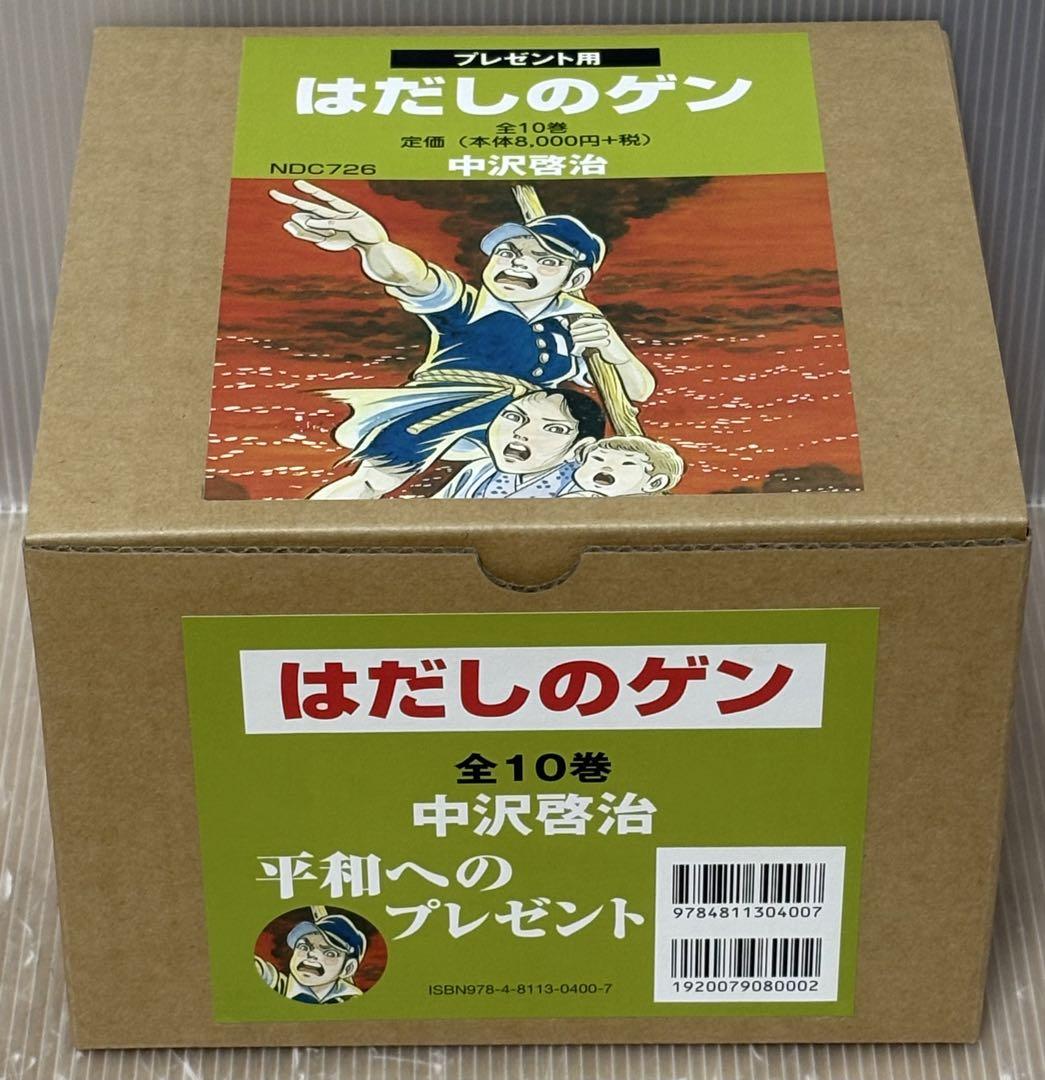 プレゼント用
はだしのゲン
全10巻
定価（本体8,000円+税）
NDC726
中沢啓治
はだしのゲン
全10巻
中沢啓治
平和への
プレゼント
9784811304007
1920079080002
ISBN978-4-8113-0400-7